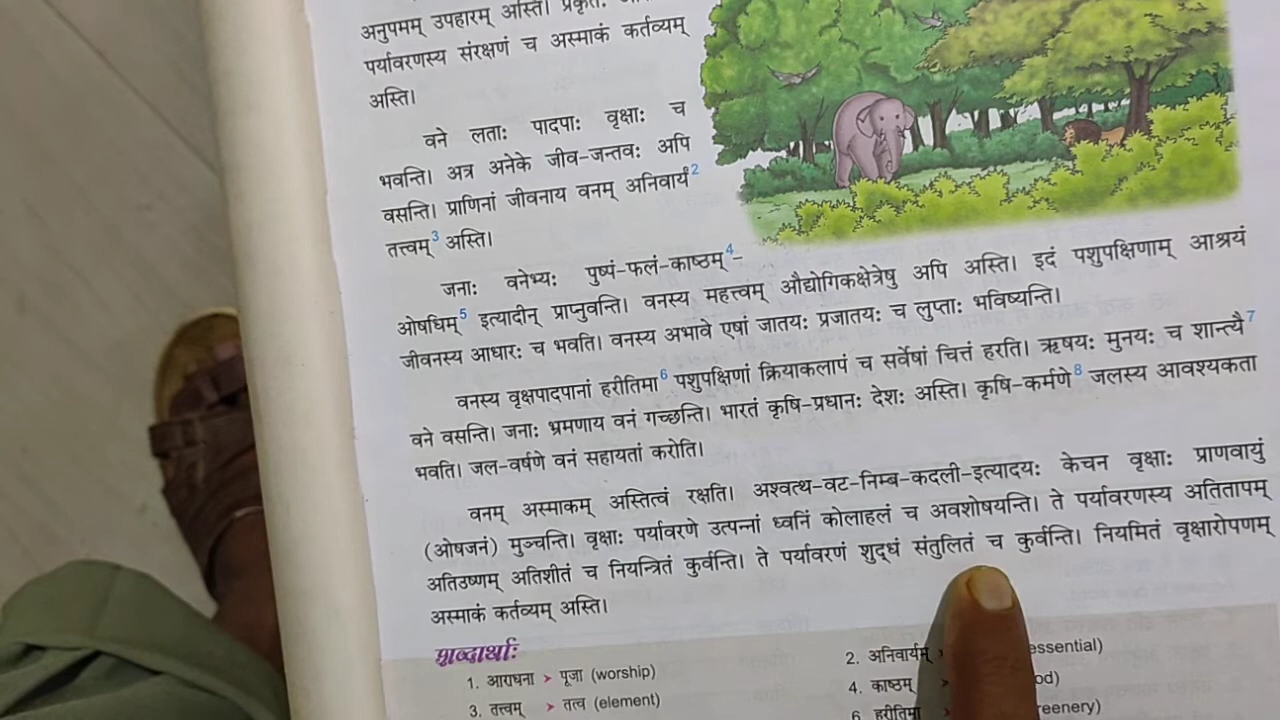 अनुपमम् उपहारम् अस्ति। प्रकृतेः
पर्यावरणस्य संरक्षणं च अस्माकं कर्तव्यम्
अस्ति।
वने लताः पादपाः वृक्षाः च
भवन्ति। अत्र अनेके जीव-जन्तवः अपि
वसन्ति। प्राणिनां जीवनाय वनम् अनिवार्यं2
तत्त्वम्3 अस्ति।
जनाः वनेभ्यः पुष्पं-फलं-काष्ठम्4-
ओषधिम्5 इत्यादीन् प्राप्नुवन्ति। वनस्य महत्त्वम् औद्योगिकक्षेत्रेषु अपि अस्ति। इदं पशुपक्षिणाम् आश्रयं
जीवनस्य आधारः च भवति। वनस्य अभावे एषां जातयः प्रजातयः च लुप्ताः भविष्यन्ति।
वनस्य वृक्षपादपानां हरीतिमा6 पशुपक्षिणां क्रियाकलापं च सर्वेषां चित्तं हरति। ऋषयः मुनयः च शान्त्यै7
वने वसन्ति। जनाः भ्रमणाय वनं गच्छन्ति। भारतं कृषि-प्रधानः देशः अस्ति। कृषि-कर्मणे8 जलस्य आवश्यकता
भवति। जल-वर्षणे वनं सहायतां करोति।
वनम् अस्माकम् अस्तित्वं रक्षति। अश्वत्थ-वट-निम्ब-कदली-इत्यादयः केचन वृक्षाः प्राणवायुं
(ओषजनं) मुञ्चन्ति। वृक्षाः पर्यावरणे उत्पन्नां ध्वनिं कोलाहलं च अवशोषयन्ति। ते पर्यावरणस्य अतितापम्
अतिउष्णम् अतिशीतं च नियन्त्रितं कुर्वन्ति। ते पर्यावरणं शुद्धं संतुलितं च कुर्वन्ति। नियमितं वृक्षारोपणम्
अस्माकं कर्तव्यम् अस्ति।
शब्दार्थाः
1. आराधना > पूजा (worship)
2. अनिवार्यम् essential)
3. तत्त्वम् > तत्व (element)
4. काष्ठम् > od)
6. हरीतिमा reenery)